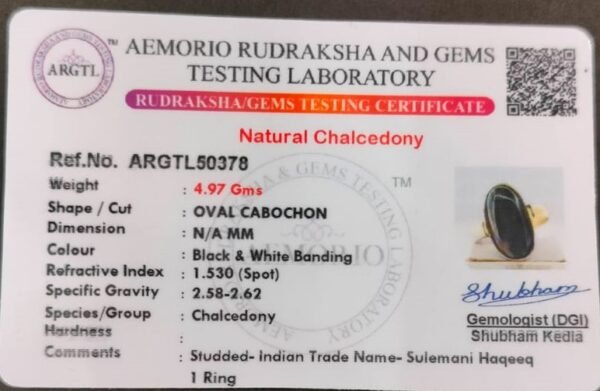 ARGTL
TM
AEMORIO RUDRAKSHA AND GEMS
TESTING LABORATORY
RUDRAKSHA/GEMS TESTING CERTIFICATE
Natural Chalcedony
Ref.No. ARGTL50378
Weight : 4.97 Gms
Shape / Cut : OVAL CABOCHON
Dimension : N/A MM
Colour : Black & White Banding
Refractive Index : 1.530 (Spot)
Specific Gravity : 2.58-2.62
Species/Group : Chalcedony
Hardness :
Comments : Studded- Indian Trade Name- Sulemani Haqeeq
1 Ring
TM
AEMORIO
Shubham
Gemologist (DGI)
Shubham Kedia